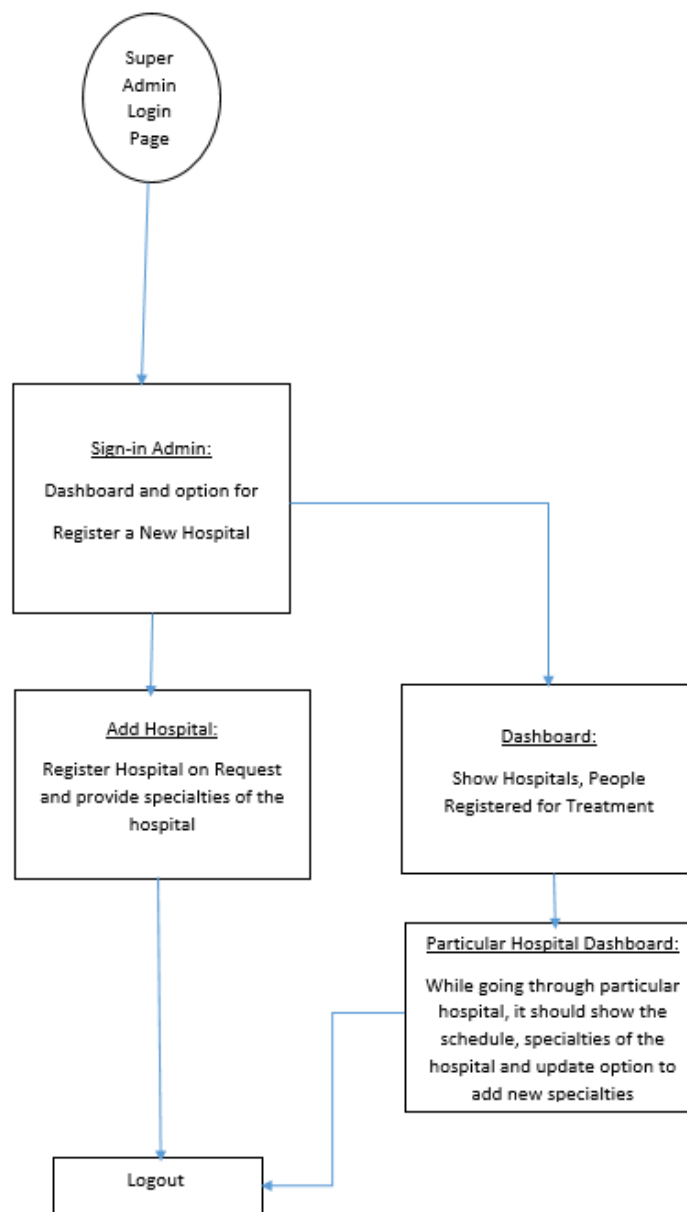 Super
Admin
Login
Page
Sign-in Admin:
Dashboard and option for
Register a New Hospital
Add Hospital:
Register Hospital on Request
and provide specialties of the
hospital
Dashboard:
Show Hospitals, People
Registered for Treatment
Particular Hospital Dashboard:
While going through particular
hospital, it should show the
schedule, specialties of the
hospital and update option to
add new specialties
Logout